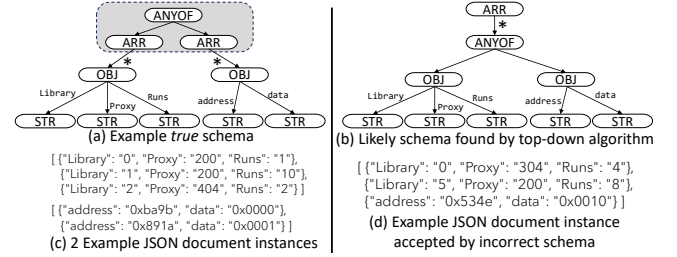 ANYOF
ARR ARR
* *
OBJ OBJ
Library Proxy Runs address data
STR STR STR STR STR
(a) Example true schema
[ {"Library": "0", "Proxy": "200", "Runs": "1"},
{"Library": "1", "Proxy": "200", "Runs": "10"},
{"Library": "2", "Proxy": "404", "Runs": "2"} ]
[ {"address": "0xba9b", "data": "0x0000"},
{"address": "0x891a", "data": "0x0001"} ]
(c) 2 Example JSON document instances
ARR
*
ANYOF
OBJ OBJ
Library Proxy Runs address data
STR STR STR STR STR
(b) Likely schema found by top-down algorithm
[ {"Library": "0", "Proxy": "304", "Runs": "4"},
{"Library": "5", "Proxy": "200", "Runs": "8"},
{"address": "0x534e", "data": "0x0010"} ]
(d) Example JSON document instance
accepted by incorrect schema